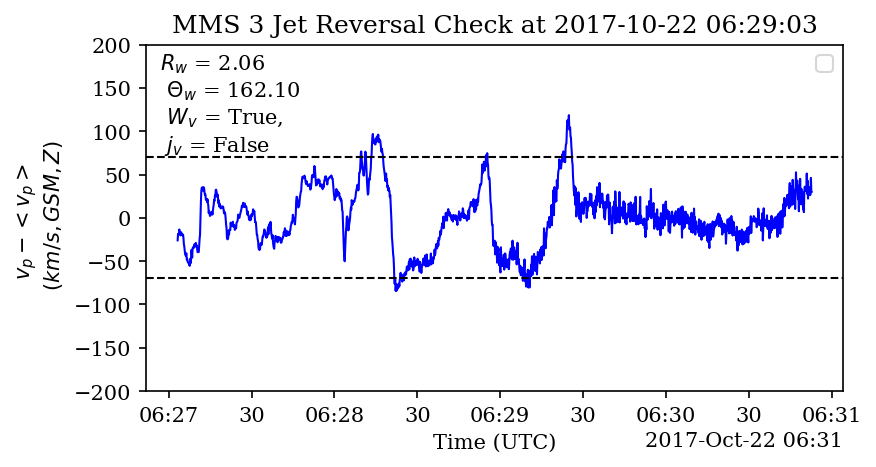 MMS 3 Jet Reversal Check at 2017-10-22 06:29:03
R_w = 2.06
Θ_w = 162.10
W_v = True,
j_v = False
v_p − < v_p >
(km/s, GSM, Z)
200
150
100
50
0
−50
−100
−150
−200
06:27 30 06:28 30 06:29 30 06:30 30 06:31
Time (UTC)
2017-Oct-22 06:31